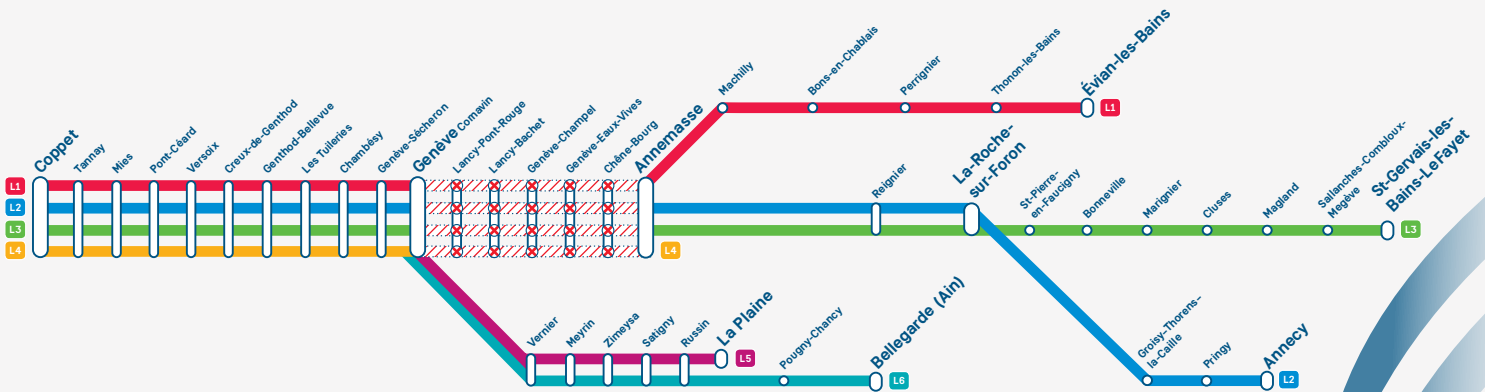 Coppet
Tannay
Mies
Pont-Céard
Versoix
Creux-de-Genthod
Genthod-Bellevue
Les Tuileries
Chambésy
Genève-Sécheron
Genève Cornavin
Lancy-Pont-Rouge
Lancy-Bachet
Genève-Champel
Genève-Eaux-Vives
Chêne-Bourg
Annemasse
Machilly
Bons-en-Chablais
Perrignier
Thonon-les-Bains
Évian-les-Bains
L1
L1
L2
L3
L4
L4
Reignier
La-Roche-
sur-Foron
St-Pierre-
en-Faucigny
Bonneville
Marignier
Cluses
Magland
Sallanches-Combloux-
Megève
St-Gervais-les-
Bains-LeFayet
L3
Vernier
Meyrin
Zimeysa
Satigny
Russin
La Plaine
L5
Pougny-Chancy
Bellegarde (Ain)
L6
Groisy-Thorens-
la-Caille
Pringy
Annecy
L2